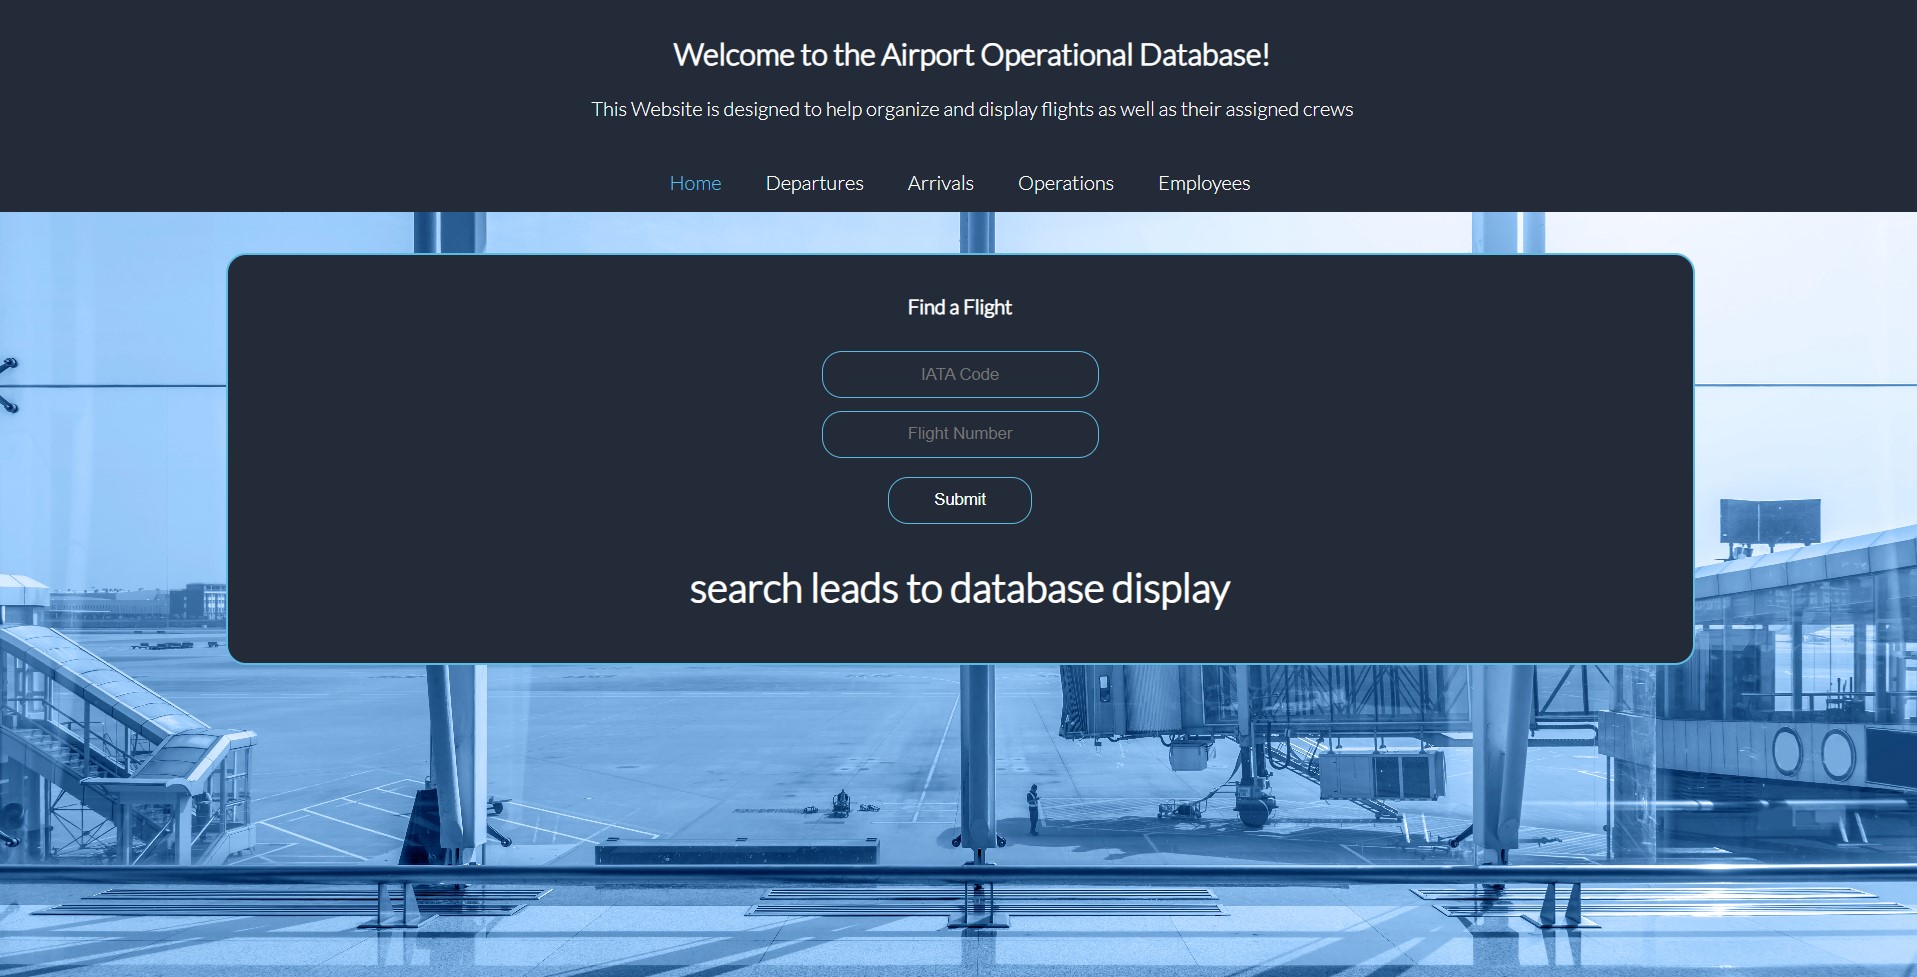 Welcome to the Airport Operational Database!
This Website is designed to help organize and display flights as well as their assigned crews
Home Departures Arrivals Operations Employees
Find a Flight
IATA Code
Flight Number
Submit
search leads to database display